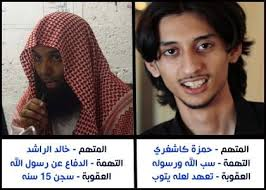 المتهم - حمزة كاشغري
التهمة - سب الله ورسوله
العقوبة - تعهد لعله يتوب
المتهم - خالد الراشد
التهمة - الدفاع عن رسول الله
العقوبة - سجن 15 سنه